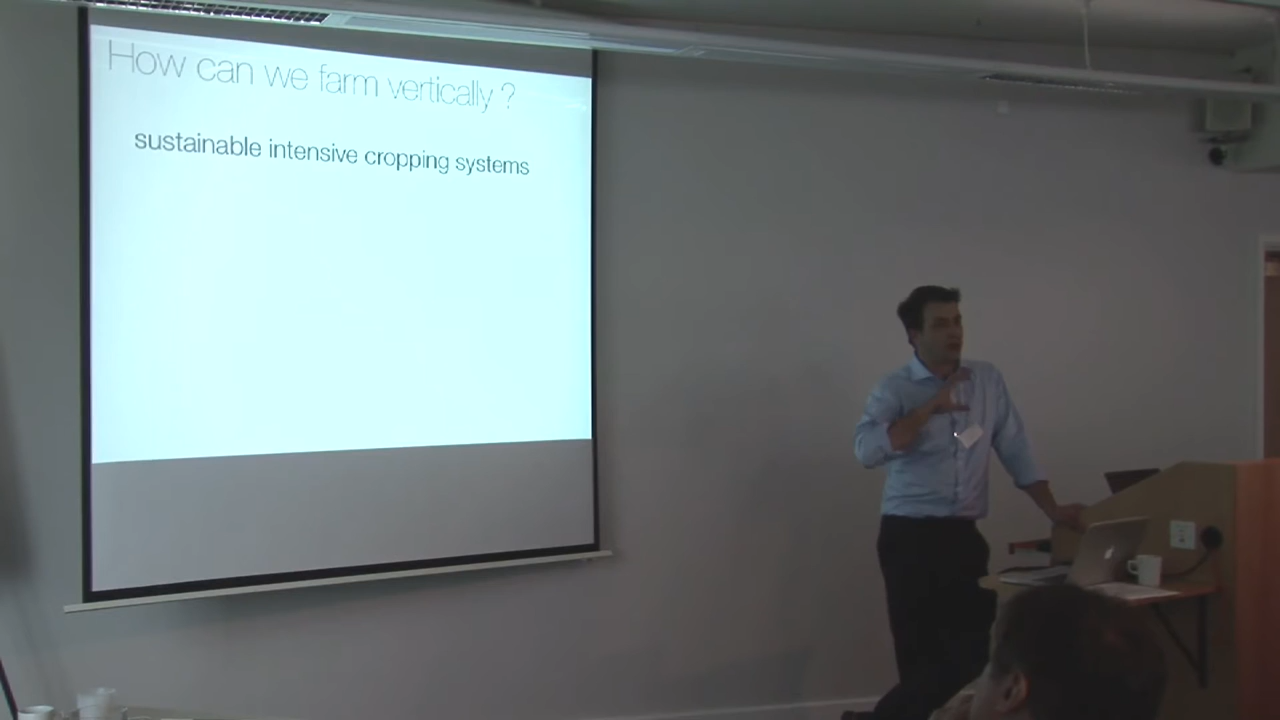 How can we farm vertically ?
sustainable intensive cropping systems